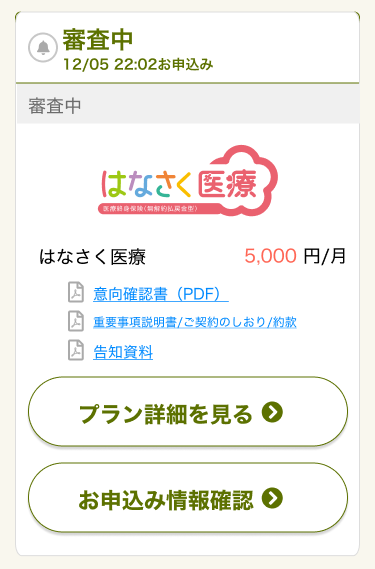 審査中
12/05 22:02お申込み
審査中
はなさく医療
医療終身保険(無解約払戻金型)
はなさく医療 5,000 円/月
意向確認書（PDF）
重要事項説明書/ご契約のしおり/約款
告知資料
プラン詳細を見る
お申込み情報確認